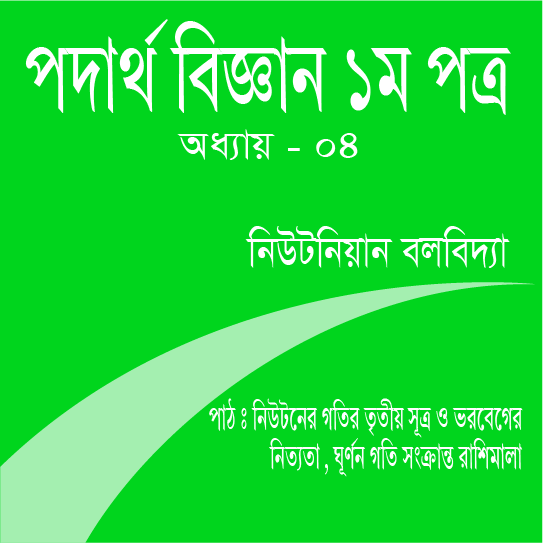 পদার্থ বিজ্ঞান ১ম পত্র
অধ্যায় - ০৪
নিউটনিয়ান বলবিদ্যা
পাঠ ঃ নিউটনের গতির তৃতীয় সূত্র ও ভরবেগের
নিত্যতা , ঘূর্ণন গতি সংক্রান্ত রাশিমালা